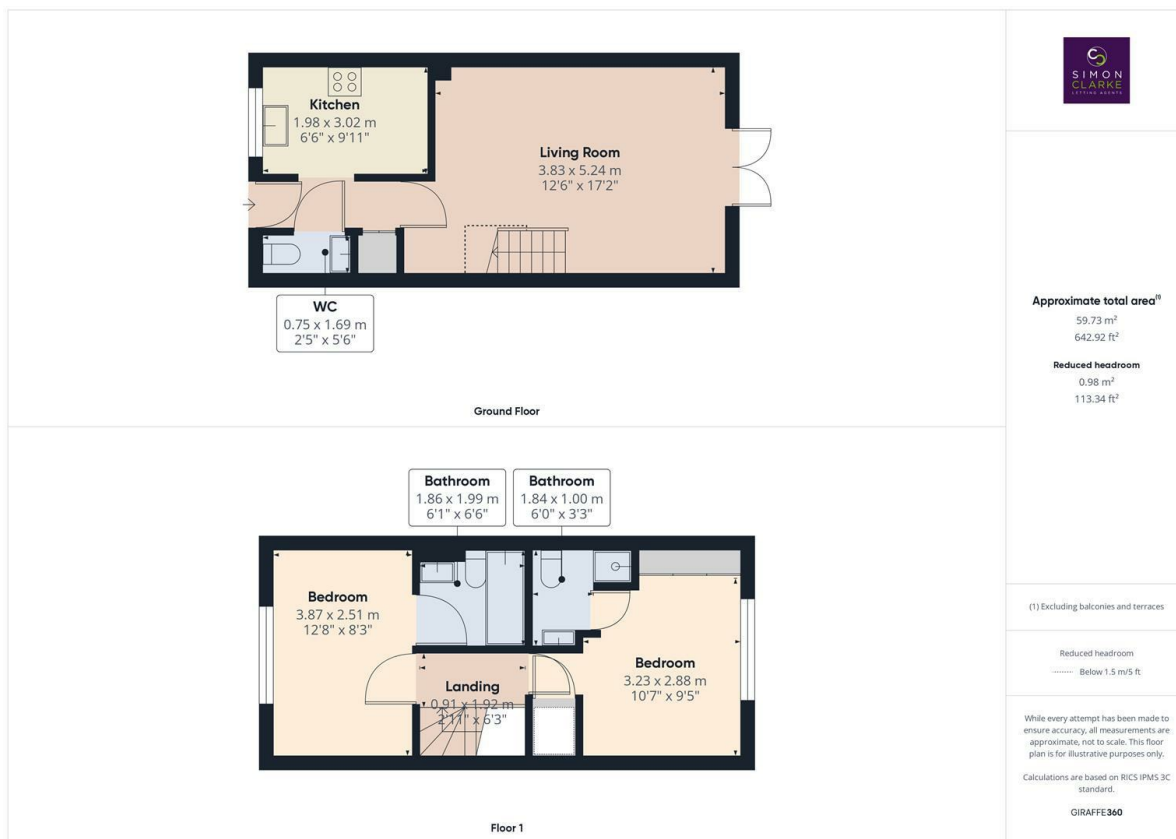 Kitchen
1.98 x 3.02 m
6'6" x 9'11"
Living Room
3.83 x 5.24 m
12'6" x 17'2"
WC
0.75 x 1.69 m
2'5" x 5'6"
Ground Floor
Bathroom
1.86 x 1.99 m
6'1" x 6'6"
Bathroom
1.84 x 1.00 m
6'0" x 3'3"
Bedroom
3.87 x 2.51 m
12'8" x 8'3"
Bedroom
3.23 x 2.88 m
10'7" x 9'5"
Landing
0.91 x 1.92 m
2'11" x 6'3"
Floor 1
SIMON
CLARKE
LETTING AGENTS
Approximate total area⁽¹⁾
59.73 m²
642.92 ft²
Reduced headroom
0.98 m²
113.34 ft²
(1) Excluding balconies and terraces
Reduced headroom
Below 1.5 m/5 ft
While every attempt has been made to
ensure accuracy, all measurements are
approximate, not to scale. This floor
plan is for illustrative purposes only.
Calculations are based on RICS IPMS 3C
standard.
GIRAFFE360